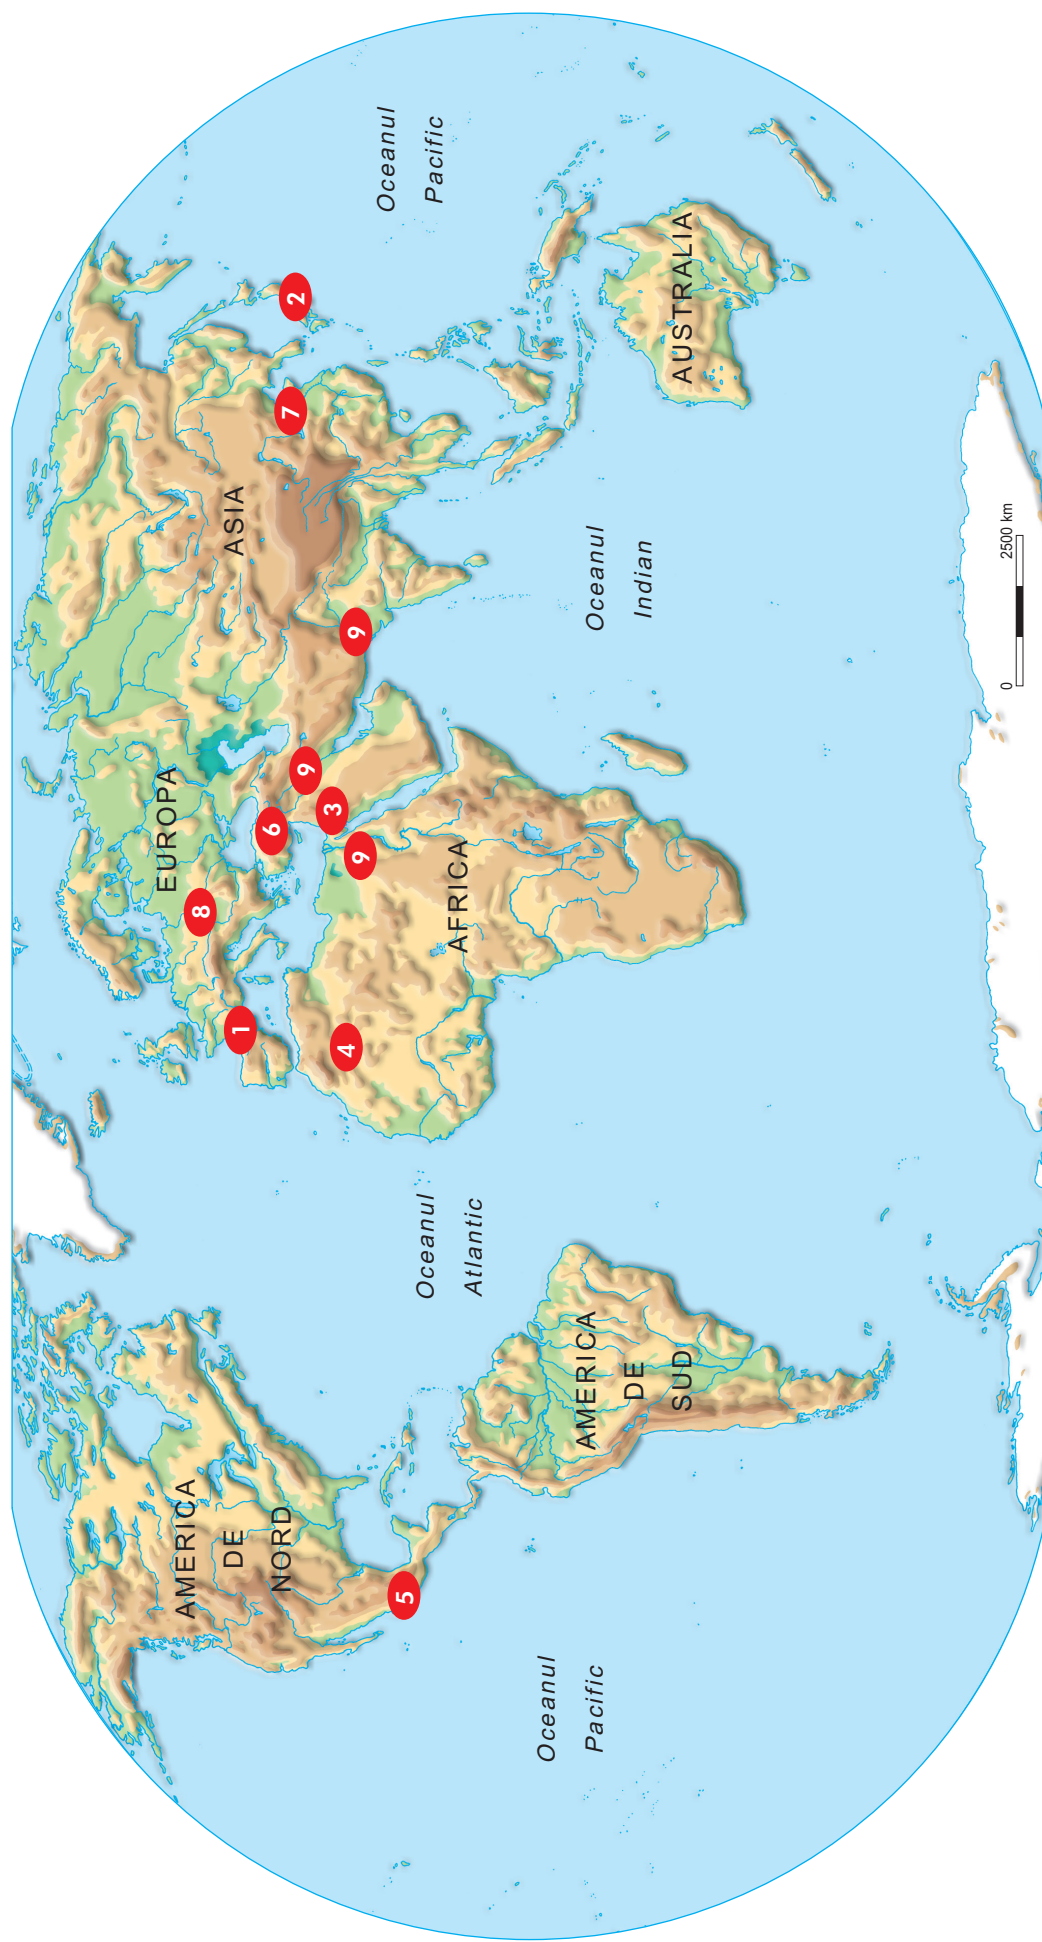 AMERICA
DE
NORD
EUROPA
ASIA
Oceanul
Pacific
8
1
6
7
2
9
3
4
9
9
5
Oceanul
Atlantic
AFRICA
Oceanul
Pacific
AMERICA
DE
SUD
Oceanul
Indian
AUSTRALIA
0
2500 km